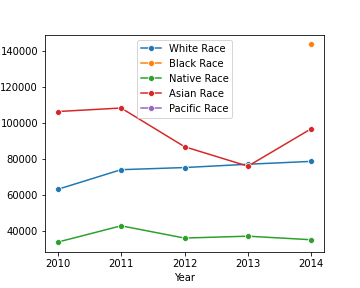 140000
120000
100000
80000
60000
40000
White Race
Black Race
Native Race
Asian Race
Pacific Race
2010 2011 2012 2013 2014
Year